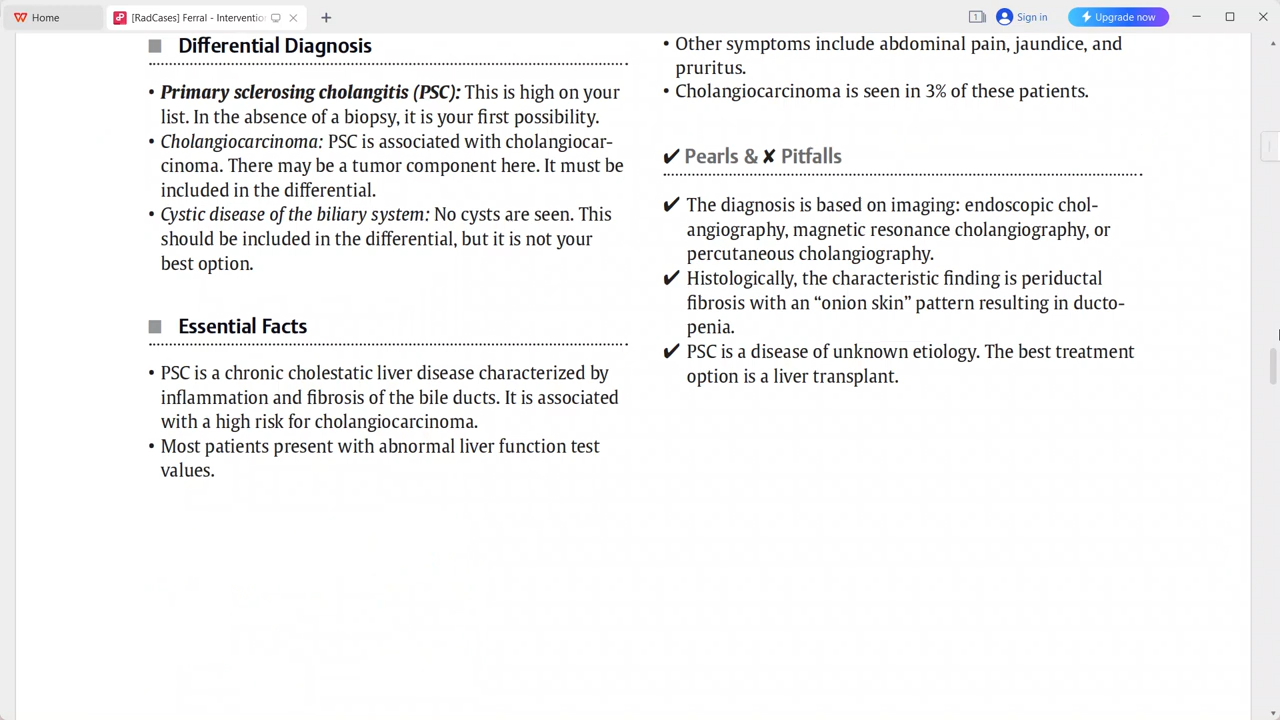 Home
[RadCases] Ferral - Interventio
1
Sign in
Upgrade now
Differential Diagnosis
• Primary sclerosing cholangitis (PSC): This is high on your
list. In the absence of a biopsy, it is your first possibility.
• Cholangiocarcinoma: PSC is associated with cholangiocar-
cinoma. There may be a tumor component here. It must be
included in the differential.
• Cystic disease of the biliary system: No cysts are seen. This
should be included in the differential, but it is not your
best option.
Essential Facts
• PSC is a chronic cholestatic liver disease characterized by
inflammation and fibrosis of the bile ducts. It is associated
with a high risk for cholangiocarcinoma.
• Most patients present with abnormal liver function test
values.
• Other symptoms include abdominal pain, jaundice, and
pruritus.
• Cholangiocarcinoma is seen in 3% of these patients.
✔ Pearls & ✘ Pitfalls
✔ The diagnosis is based on imaging: endoscopic chol-
angiography, magnetic resonance cholangiography, or
percutaneous cholangiography.
✔ Histologically, the characteristic finding is periductal
fibrosis with an “onion skin” pattern resulting in ducto-
penia.
✔ PSC is a disease of unknown etiology. The best treatment
option is a liver transplant.